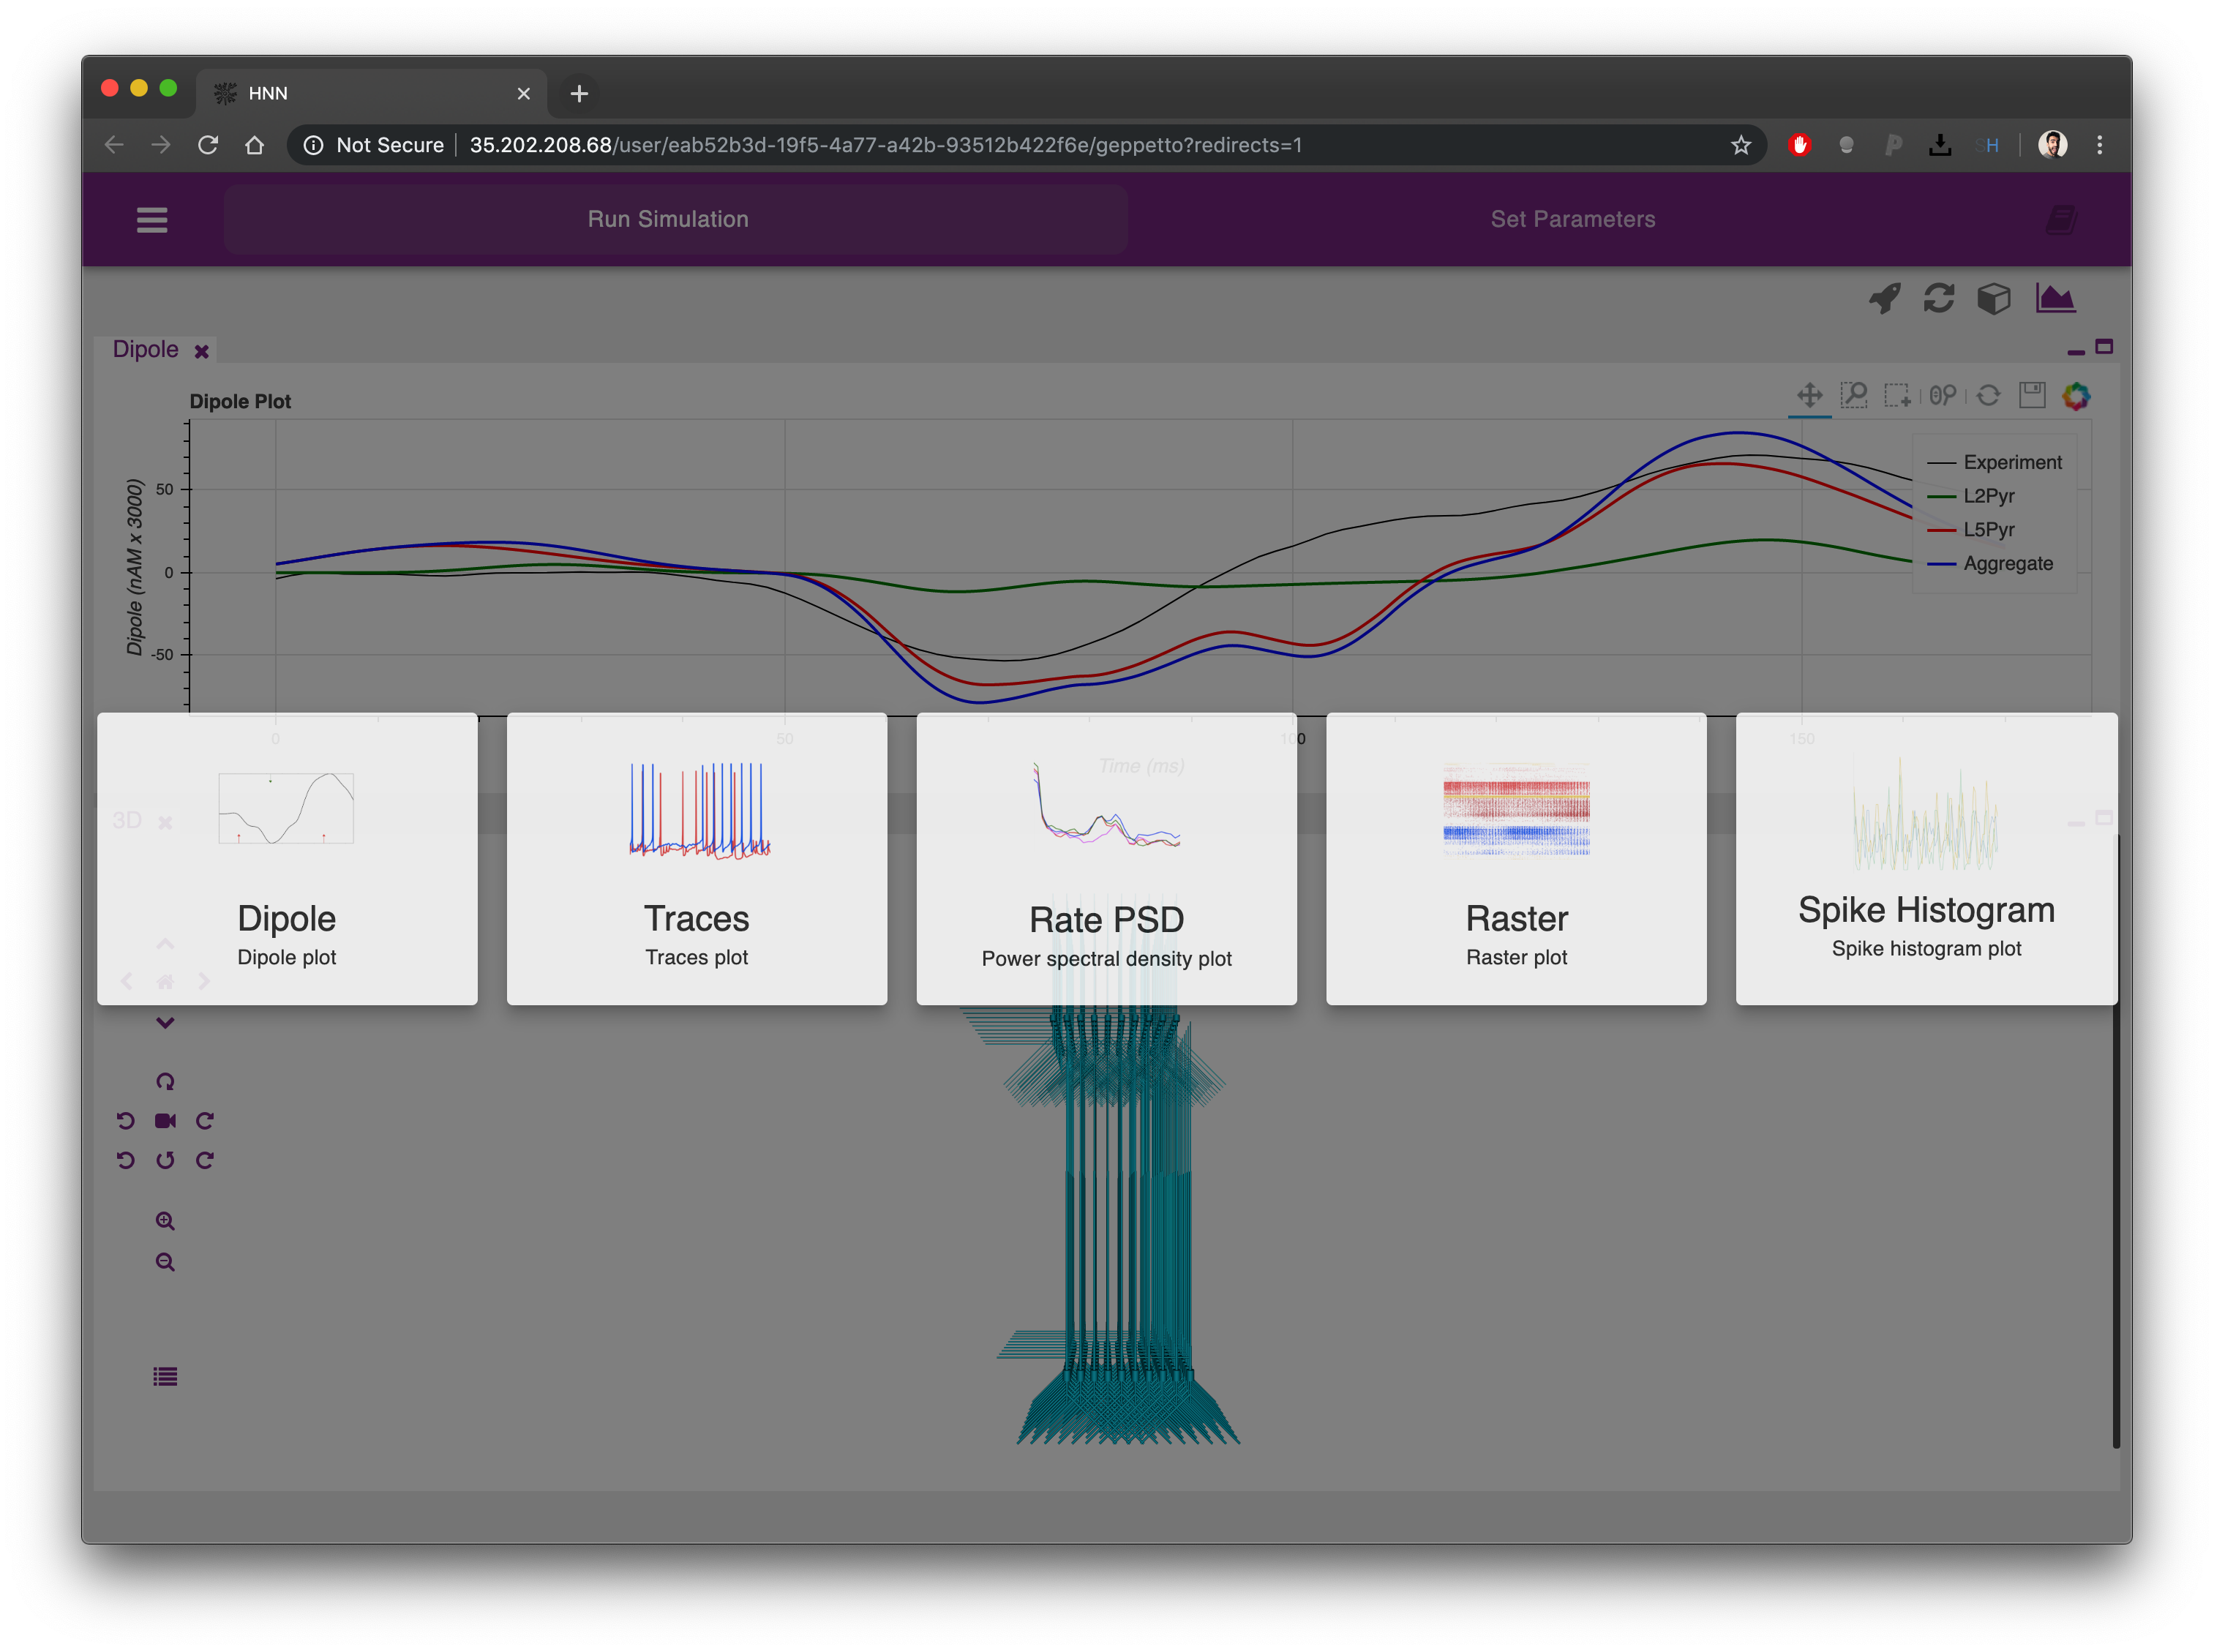 HNN
Not Secure 35.202.208.68/user/eab52b3d-19f5-4a77-a42b-93512b422f6e/geppetto?redirects=1
SH
Run Simulation
Set Parameters
Dipole
Dipole Plot
Dipole (nAM x 3000)
50
0
-50
Experiment
L2Pyr
L5Pyr
Aggregate
0
50
100
150
Time (ms)
3D
Dipole
Dipole plot
Traces
Traces plot
Rate PSD
Power spectral density plot
Raster
Raster plot
Spike Histogram
Spike histogram plot